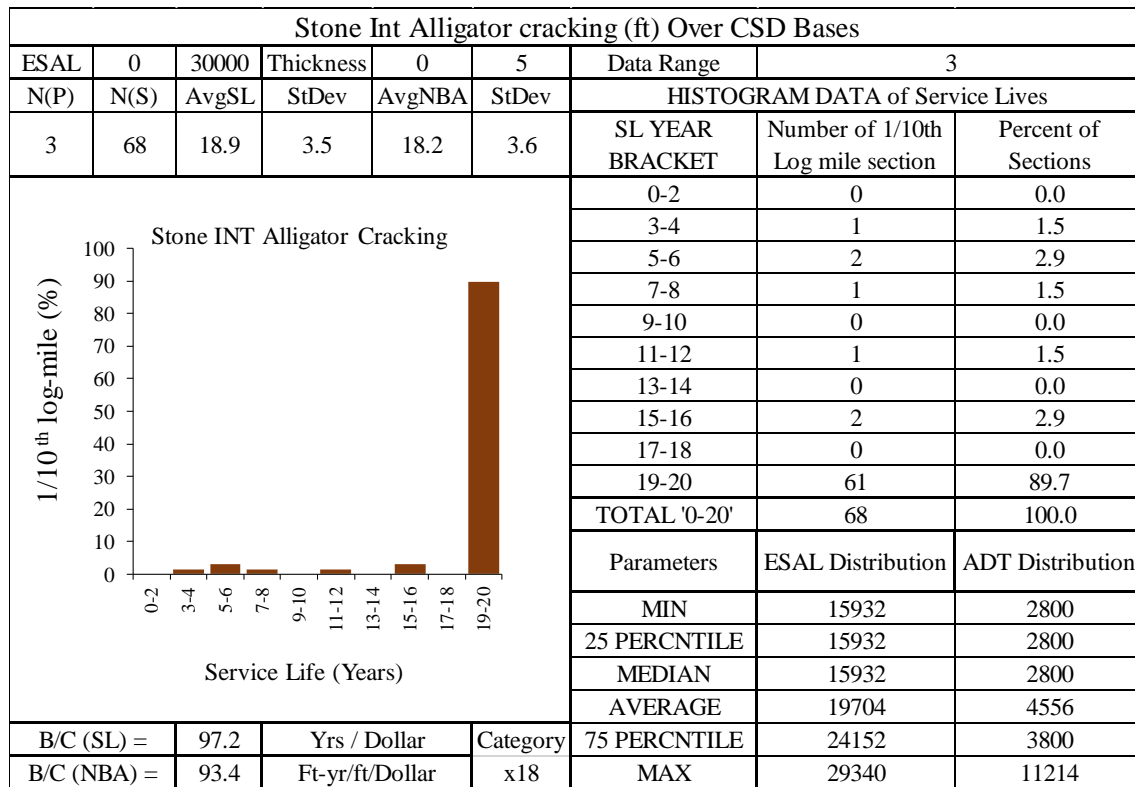 Stone Int Alligator cracking (ft) Over CSD Bases
ESAL 0 30000 Thickness 0 5 Data Range 3
N(P) N(S) AvgSL StDev AvgNBA StDev HISTOGRAM DATA of Service Lives
3 68 18.9 3.5 18.2 3.6
SL YEAR BRACKET Number of 1/10th Log mile section Percent of Sections
0-2 0 0.0
3-4 1 1.5
5-6 2 2.9
7-8 1 1.5
9-10 0 0.0
11-12 1 1.5
13-14 0 0.0
15-16 2 2.9
17-18 0 0.0
19-20 61 89.7
TOTAL '0-20' 68 100.0
Parameters ESAL Distribution ADT Distribution
MIN 15932 2800
25 PERCNTILE 15932 2800
MEDIAN 15932 2800
AVERAGE 19704 4556
75 PERCNTILE 24152 3800
MAX 29340 11214
Stone INT Alligator Cracking
1/10 th log-mile (%)
100
90
80
70
60
50
40
30
20
10
0
0-2
3-4
5-6
7-8
9-10
11-12
13-14
15-16
17-18
19-20
Service Life (Years)
B/C (SL) = 97.2 Yrs / Dollar Category
B/C (NBA) = 93.4 Ft-yr/ft/Dollar x18